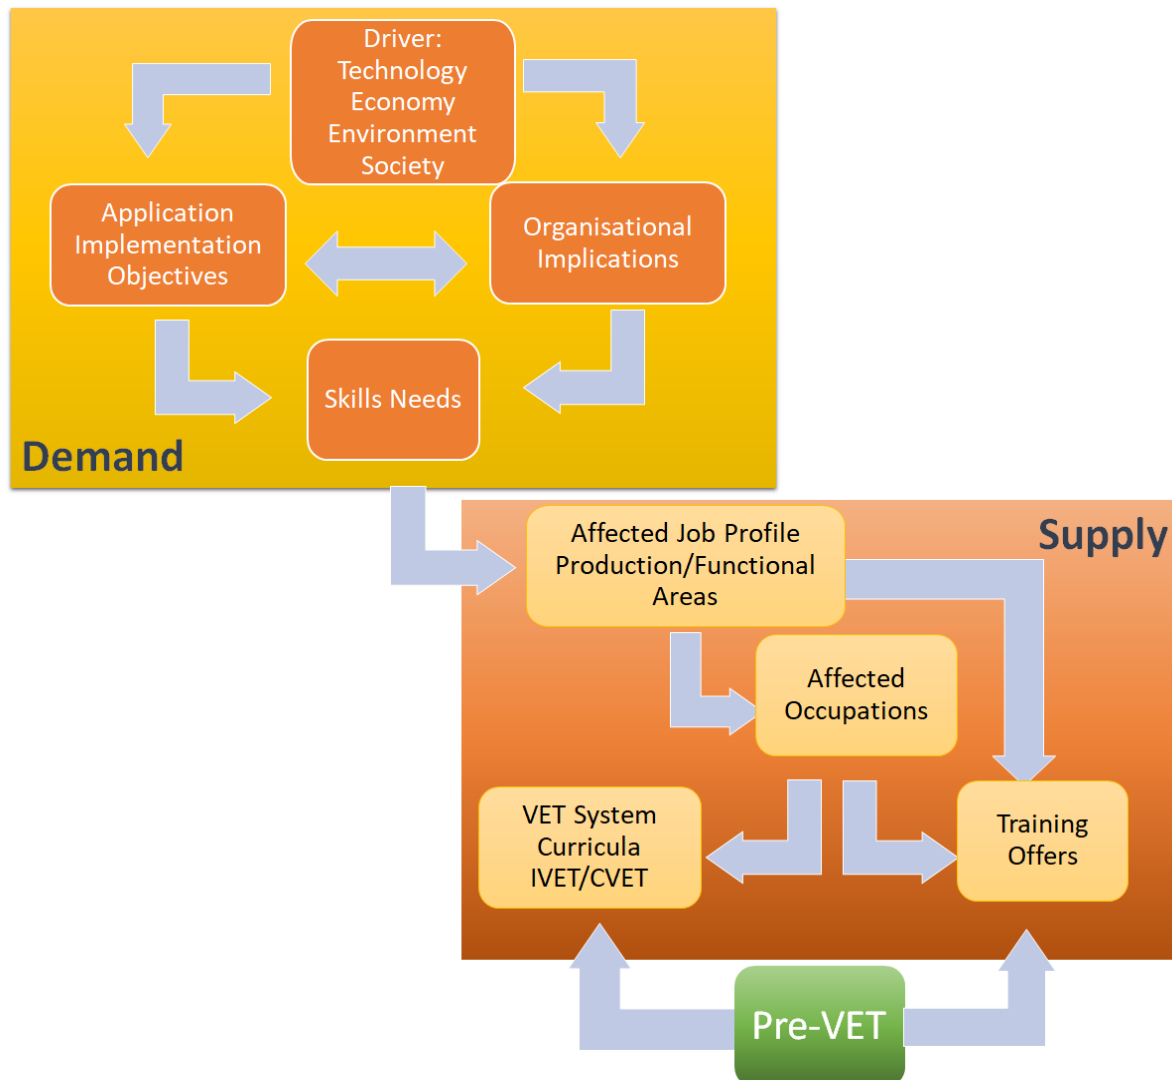 Driver:
Technology
Economy
Environment
Society
Application
Implementation
Objectives
Organisational
Implications
Skills Needs
Demand
Supply
Affected Job Profile
Production/Functional
Areas
Affected
Occupations
VET System
Curricula
IVET/CVET
Training
Offers
Pre-VET